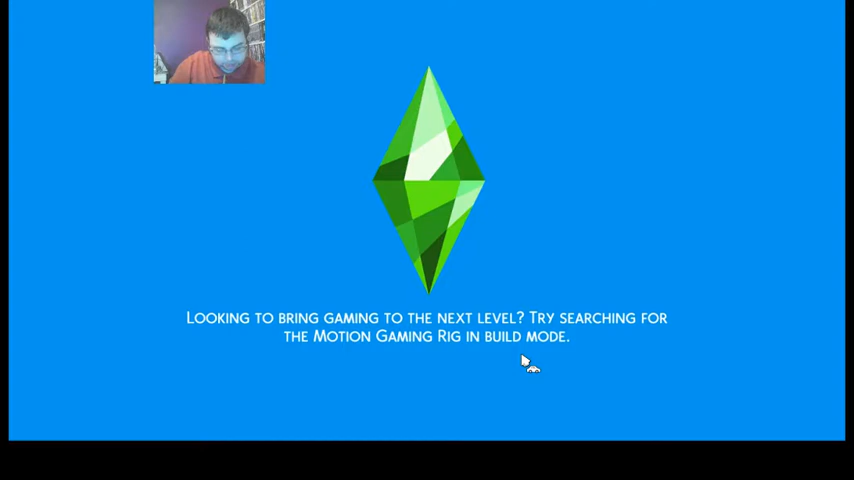 Looking to bring gaming to the next level? Try searching for
the Motion Gaming Rig in build mode.